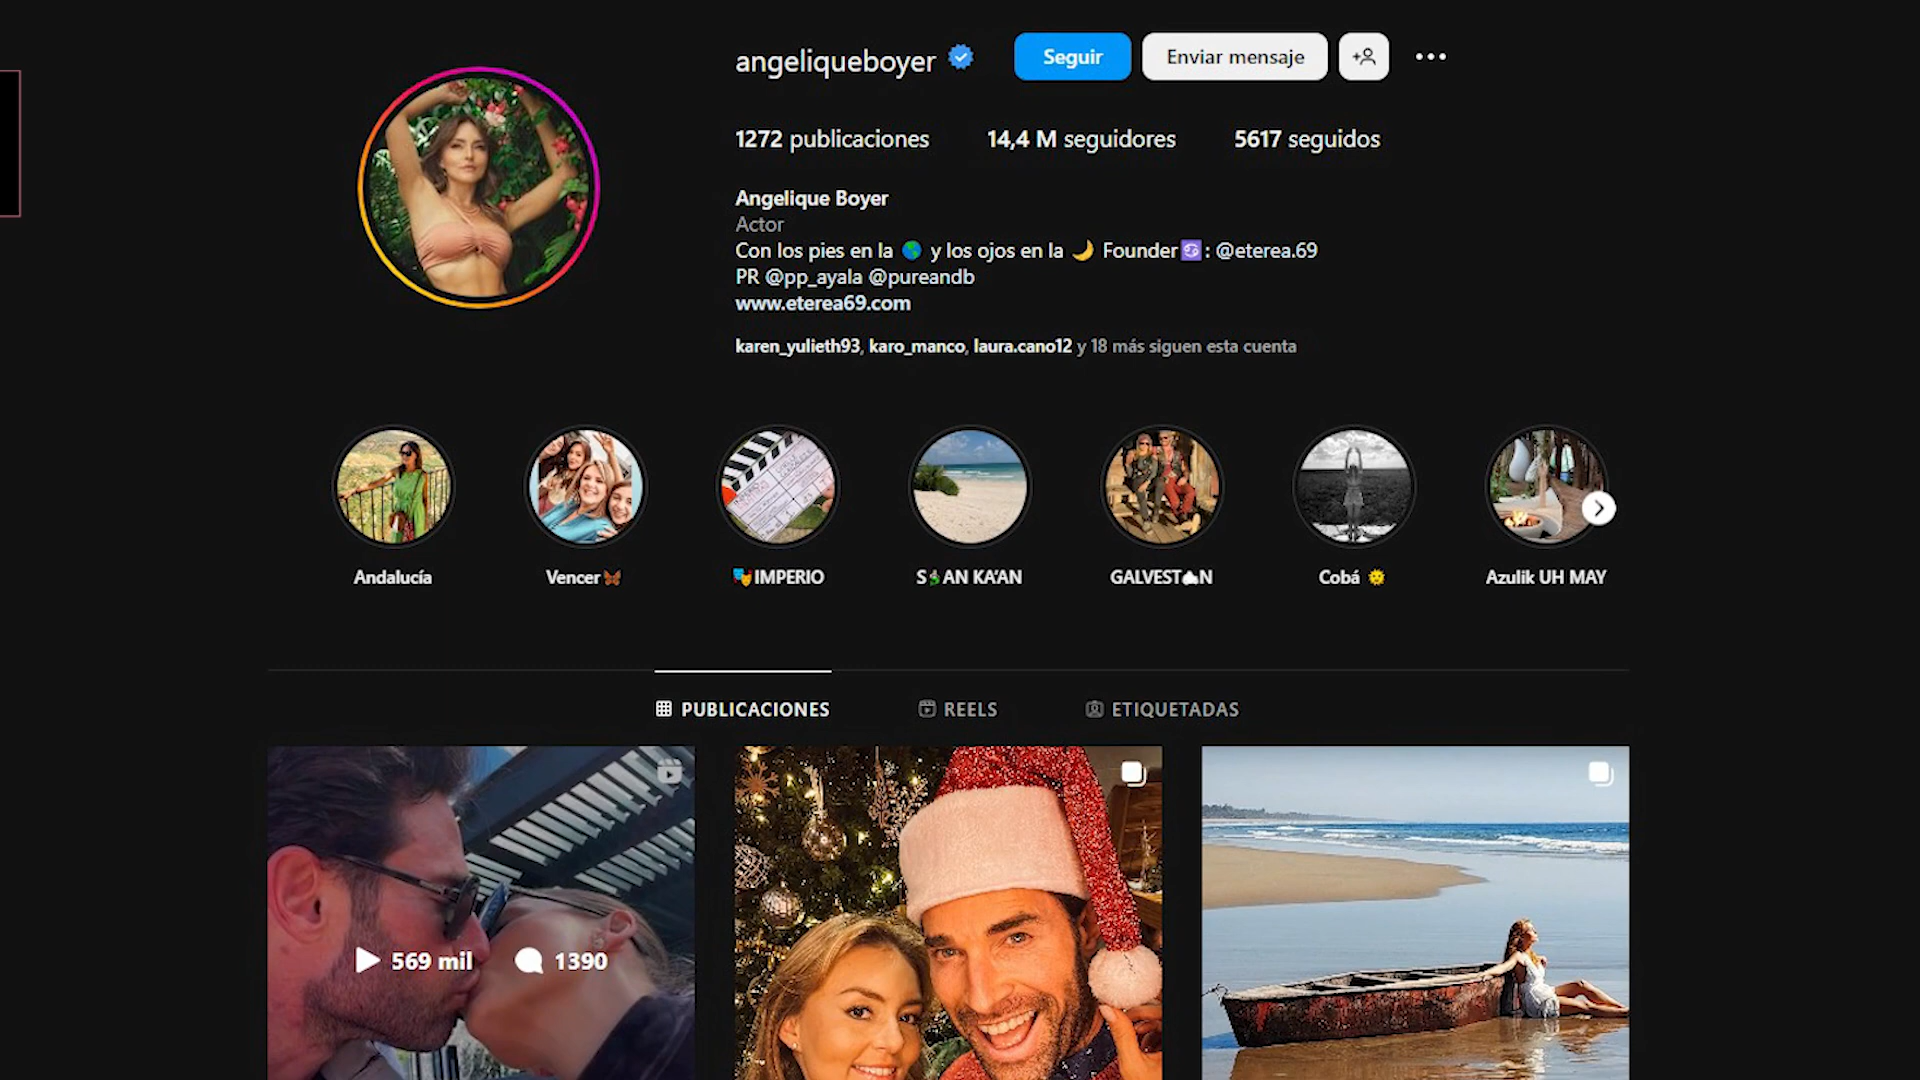 angeliqueboyer
Seguir
Enviar mensaje
1272 publicaciones
14,4 M seguidores
5617 seguidos
Angelique Boyer
Actor
Con los pies en la 🌎 y los ojos en la 🌙 Founder♋: @eterea.69
PR @pp_ayala @pureandb
www.eterea69.com
karen_yulieth93, karo_manco, laura.cano12 y 18 más siguen esta cuenta
Andalucía
Vencer🦋
🎭IMPERIO
S🧜‍♂️AN KA'AN
GALVEST☁N
Cobá 🌞
Azulik UH MAY
PUBLICACIONES
REELS
ETIQUETADAS
569 mil
1390